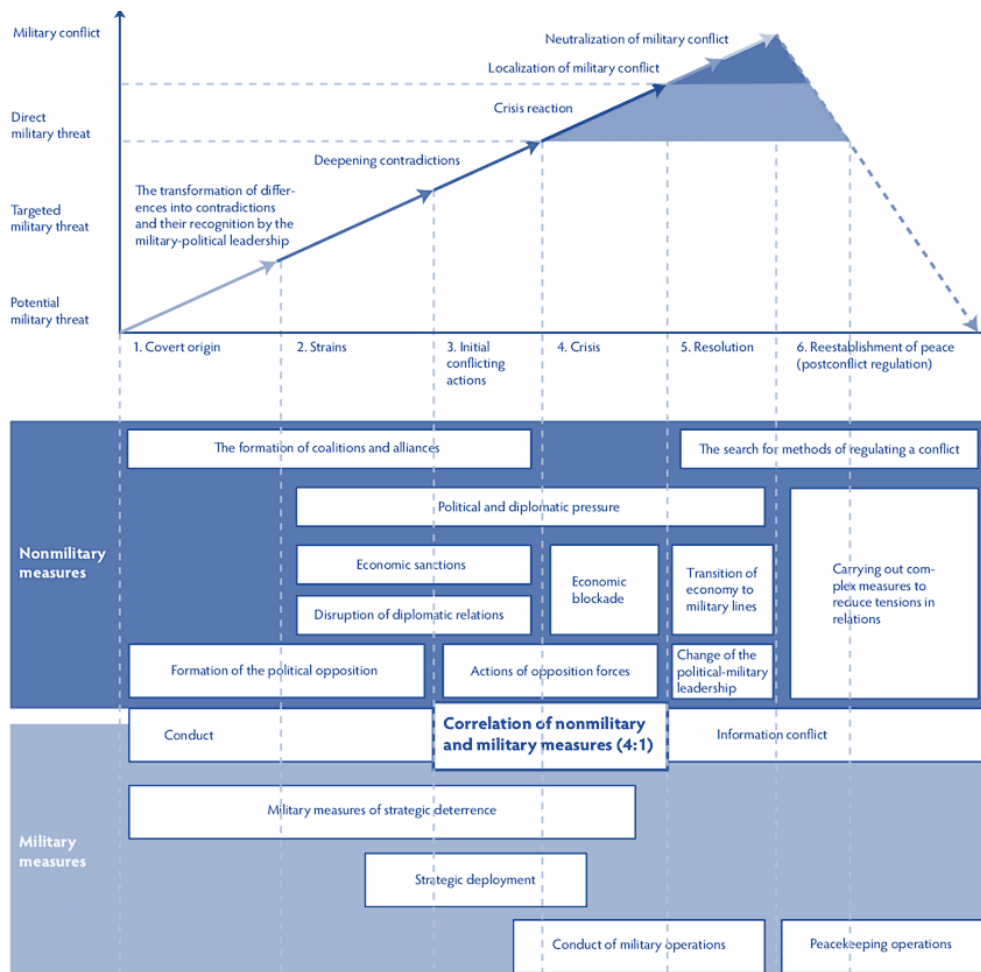 Military conflict
Neutralization of military conflict
Localization of military conflict
Crisis reaction
Direct
military threat
Deepening contradictions
The transformation of differ-
ences into contradictions
and their recognition by the
military-political leadership
Targeted
military threat
Potential
military threat
1. Covert origin
2. Strains
3. Initial
conflicting
actions
4. Crisis
5. Resolution
6. Reestablishment of peace
(postconflict regulation)
Nonmilitary
measures
The formation of coalitions and alliances
The search for methods of regulating a conflict
Political and diplomatic pressure
Economic sanctions
Disruption of diplomatic relations
Economic
blockade
Transition of
economy to
military lines
Carrying out com-
plex measures to
reduce tensions in
relations
Formation of the political opposition
Actions of opposition forces
Change of the
political-military
leadership
Conduct
Correlation of nonmilitary
and military measures (4:1)
Information conflict
Military
measures
Military measures of strategic deterrence
Strategic deployment
Conduct of military operations
Peacekeeping operations